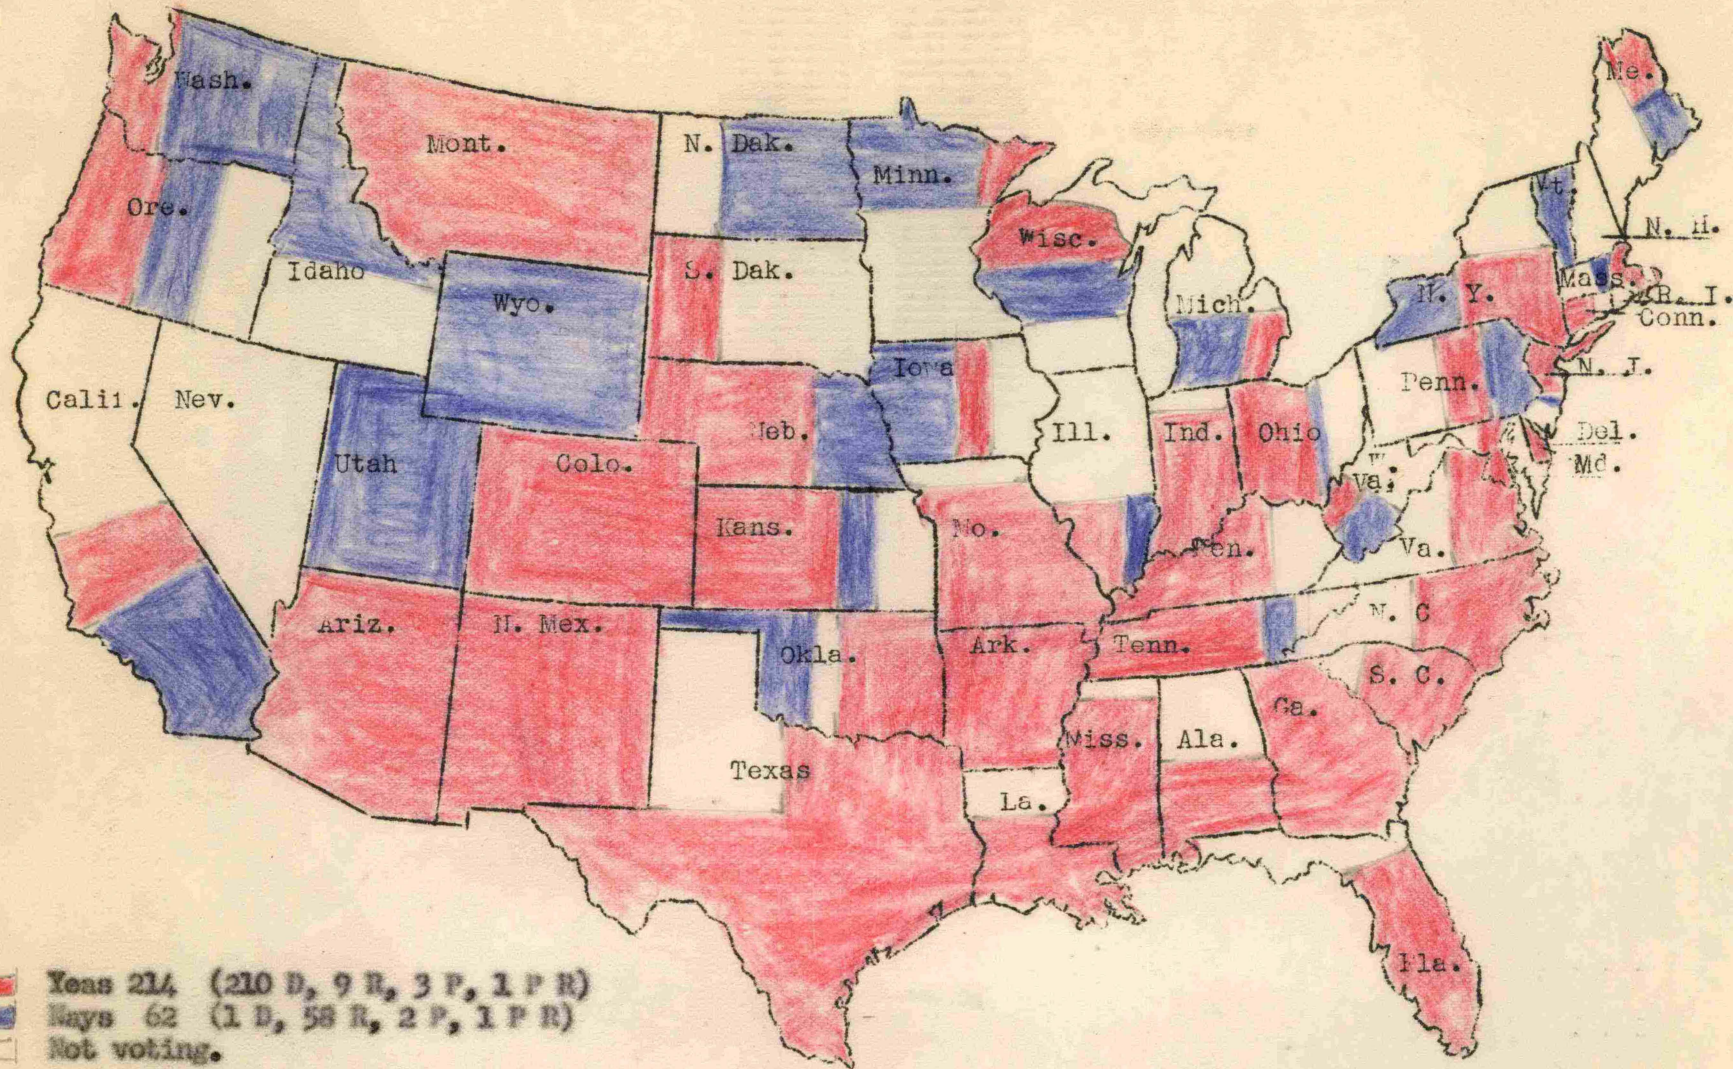 Me.
Wash.
Mont.
N. Dak.
Minn.
Vt.
Ore.
N. H.
Wisc.
Idaho
S. Dak.
Mass.
Wyo.
Mich.
N. Y.
R. I.
Conn.
Iowa
N. J.
Penn.
Calif.
Nev.
Neb.
Ill.
Ind.
Ohio
Del.
Utah
Colo.
W.
Md.
Va.
Kans.
Mo.
Ken.
Va.
Ariz.
N. Mex.
Okla.
Ark.
Tenn.
N. C
S. C.
Ga.
Miss.
Ala.
Texas
La.
Fla.
Yeas 214 (210 D, 9 R, 3 P, 1 P R)
Nays 62 (1 D, 58 R, 2 P, 1 P R)
Not voting.